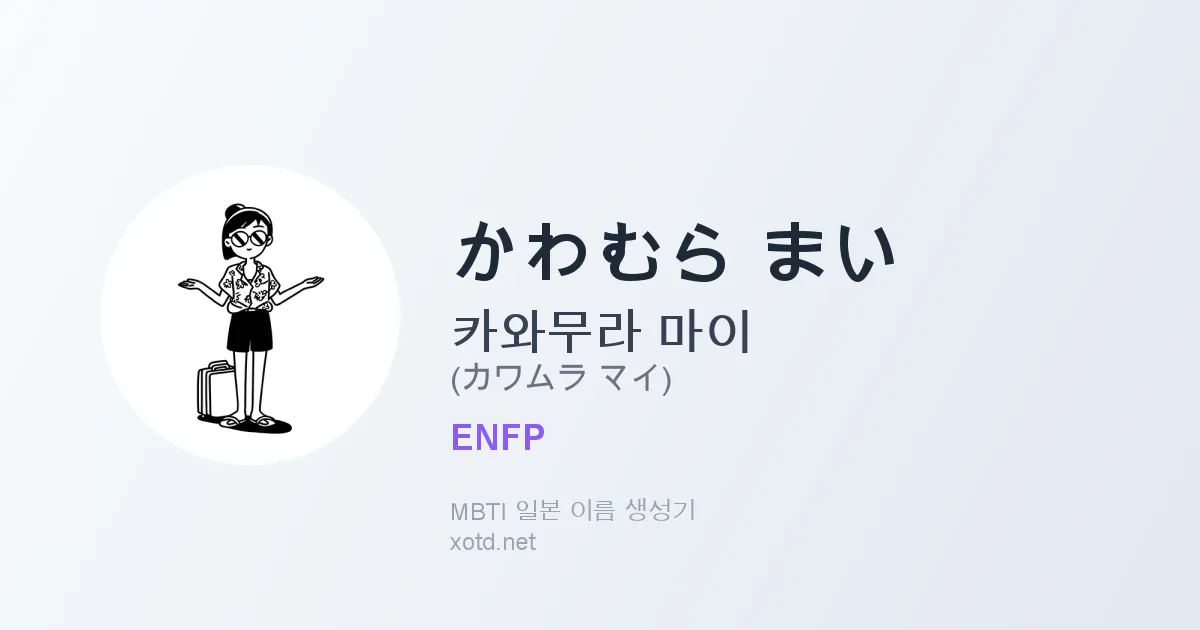 かわむら まい
카와무라 마이
(カワムラ マイ)
ENFP
MBTI 일본 이름 생성기
xotd.net